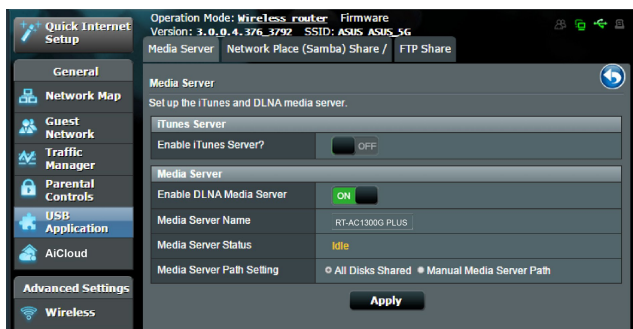 Quick Internet Setup
Operation Mode: Wireless router Firmware
Version: 3.0.0.4.376_3792 SSID: ASUS ASUS_5G
Media Server Network Place (Samba) Share / FTP Share
General
Network Map
Guest Network
Traffic Manager
Parental Controls
USB Application
AiCloud
Advanced Settings
Wireless
Media Server
Set up the iTunes and DLNA media server.
iTunes Server
Enable iTunes Server? OFF
Media Server
Enable DLNA Media Server ON
Media Server Name RT-AC1300G PLUS
Media Server Status Idle
Media Server Path Setting All Disks Shared Manual Media Server Path
Apply